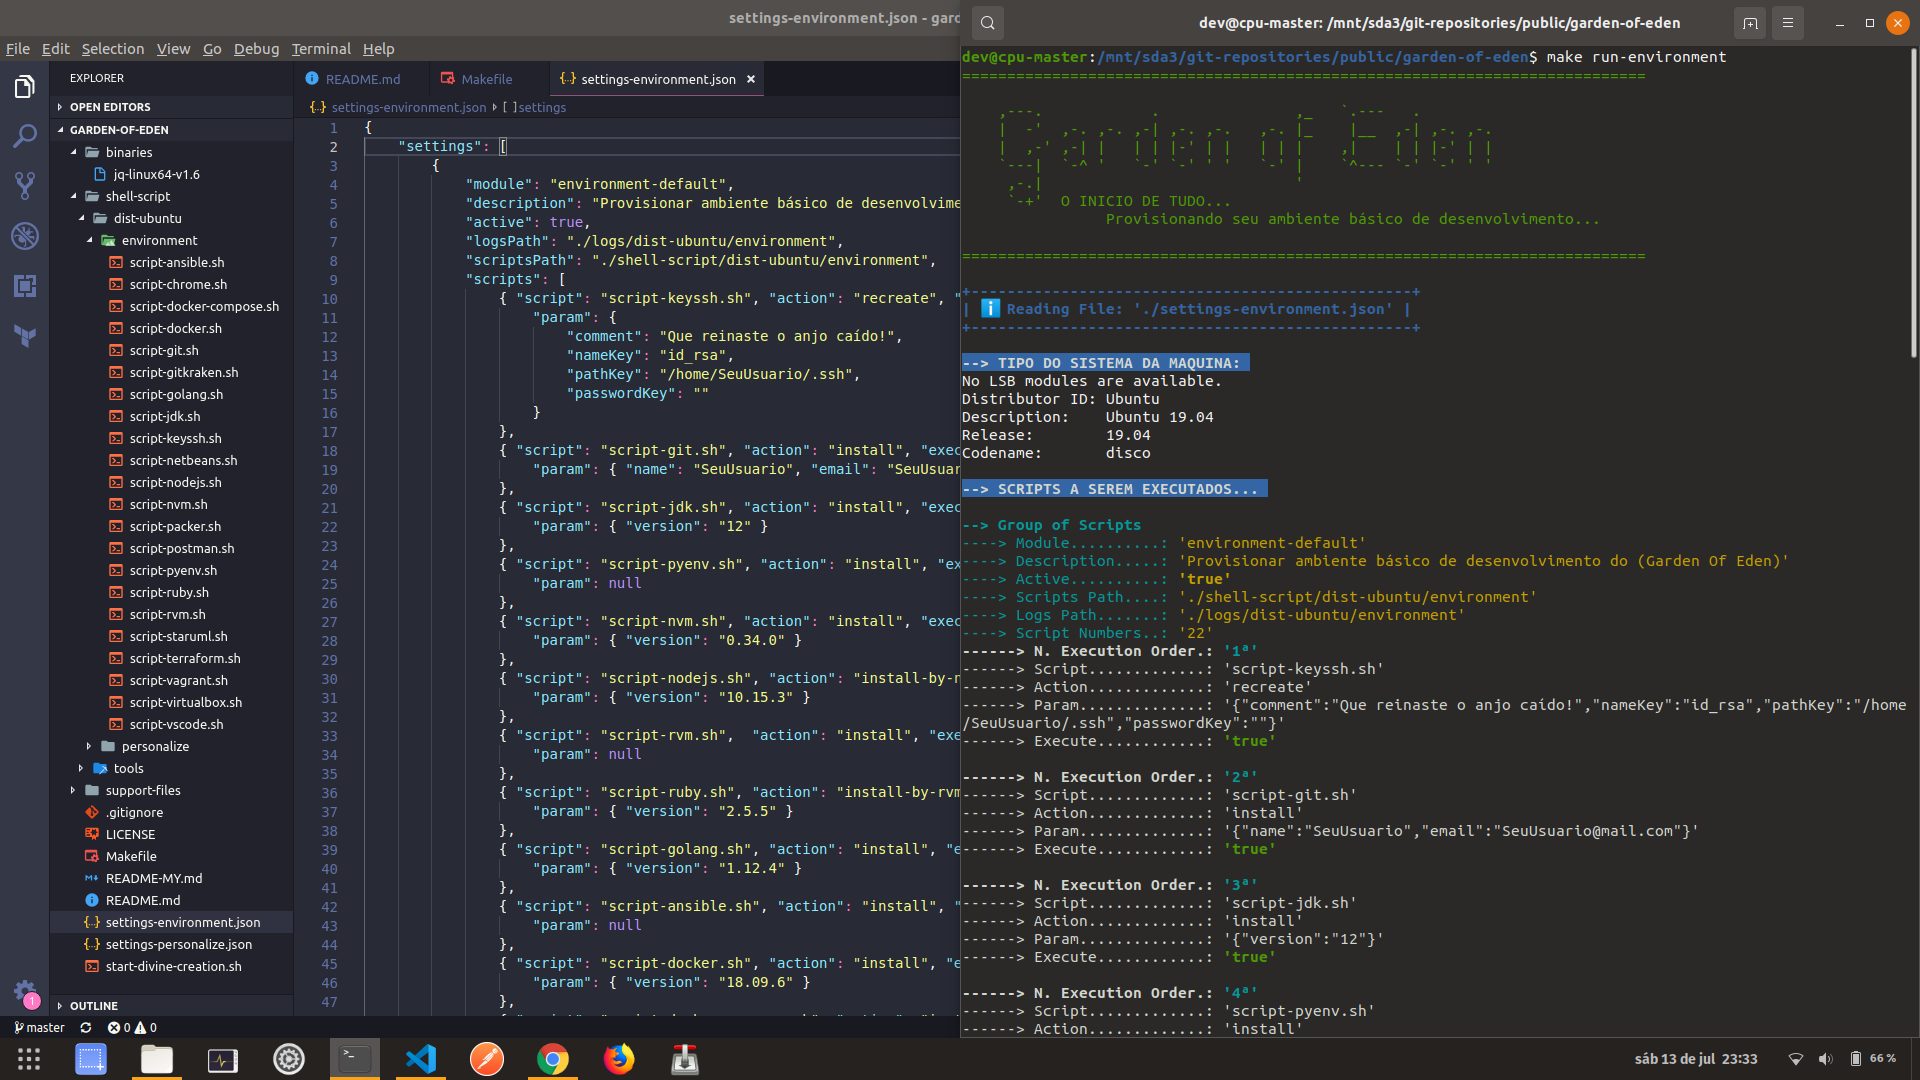 settings-environment.json - gard
File Edit Selection View Go Debug Terminal Help
EXPLORER
OPEN EDITORS
GARDEN-OF-EDEN
binaries
jq-linux64-v1.6
shell-script
dist-ubuntu
environment
script-ansible.sh
script-chrome.sh
script-docker-compose.sh
script-docker.sh
script-git.sh
script-gitkraken.sh
script-golang.sh
script-jdk.sh
script-keyssh.sh
script-netbeans.sh
script-nodejs.sh
script-nvm.sh
script-packer.sh
script-postman.sh
script-pyenv.sh
script-ruby.sh
script-rvm.sh
script-staruml.sh
script-terraform.sh
script-vagrant.sh
script-virtualbox.sh
script-vscode.sh
personalize
tools
support-files
.gitignore
LICENSE
Makefile
README-MY.md
README.md
settings-environment.json
settings-personalize.json
start-divine-creation.sh
OUTLINE
1
master 0 0
README.md Makefile {..} settings-environment.json ×
{..} settings-environment.json [ ] settings
1 {
2 "settings": [
3 {
4 "module": "environment-default",
5 "description": "Provisionar ambiente básico de desenvolvime
6 "active": true,
7 "logsPath": "./logs/dist-ubuntu/environment",
8 "scriptsPath": "./shell-script/dist-ubuntu/environment",
9 "scripts": [
10 { "script": "script-keyssh.sh", "action": "recreate", "
11 "param": {
12 "comment": "Que reinaste o anjo caído!",
13 "nameKey": "id_rsa",
14 "pathKey": "/home/SeuUsuario/.ssh",
15 "passwordKey": ""
16 }
17 },
18 { "script": "script-git.sh", "action": "install", "exec
19 "param": { "name": "SeuUsuario", "email": "SeuUsuar
20 },
21 { "script": "script-jdk.sh", "action": "install", "exec
22 "param": { "version": "12" }
23 },
24 { "script": "script-pyenv.sh", "action": "install", "ex
25 "param": null
26 },
27 { "script": "script-nvm.sh", "action": "install", "exec
28 "param": { "version": "0.34.0" }
29 },
30 { "script": "script-nodejs.sh", "action": "install-by-n
31 "param": { "version": "10.15.3" }
32 },
33 { "script": "script-rvm.sh",  "action": "install", "exe
34 "param": null
35 },
36 { "script": "script-ruby.sh", "action": "install-by-rvm
37 "param": { "version": "2.5.5" }
38 },
39 { "script": "script-golang.sh", "action": "install", "e
40 "param": { "version": "1.12.4" }
41 },
42 { "script": "script-ansible.sh", "action": "install", "
43 "param": null
44 },
45 { "script": "script-docker.sh", "action": "install", "e
46 "param": { "version": "18.09.6" }
47 },
dev@cpu-master: /mnt/sda3/git-repositories/public/garden-of-eden
dev@cpu-master:/mnt/sda3/git-repositories/public/garden-of-eden$ make run-environment
============================================================================
Garden of Eden
O INICIO DE TUDO...
Provisionando seu ambiente básico de desenvolvimento...
============================================================================
+-------------------------------------------------+
| i Reading File: './settings-environment.json' |
+-------------------------------------------------+
--> TIPO DO SISTEMA DA MAQUINA:
No LSB modules are available.
Distributor ID: Ubuntu
Description: Ubuntu 19.04
Release: 19.04
Codename: disco
--> SCRIPTS A SEREM EXECUTADOS...
--> Group of Scripts
----> Module..........: 'environment-default'
----> Description.....: 'Provisionar ambiente básico de desenvolvimento do (Garden Of Eden)'
----> Active..........: 'true'
----> Scripts Path....: './shell-script/dist-ubuntu/environment'
----> Logs Path.......: './logs/dist-ubuntu/environment'
----> Script Numbers..: '22'
------> N. Execution Order.: '1ª'
------> Script.............: 'script-keyssh.sh'
------> Action.............: 'recreate'
------> Param..............: '{"comment":"Que reinaste o anjo caído!","nameKey":"id_rsa","pathKey":"/home
/SeuUsuario/.ssh","passwordKey":""}'
------> Execute............: 'true'
------> N. Execution Order.: '2ª'
------> Script.............: 'script-git.sh'
------> Action.............: 'install'
------> Param..............: '{"name":"SeuUsuario","email":"SeuUsuario@mail.com"}'
------> Execute............: 'true'
------> N. Execution Order.: '3ª'
------> Script.............: 'script-jdk.sh'
------> Action.............: 'install'
------> Param..............: '{"version":"12"}'
------> Execute............: 'true'
------> N. Execution Order.: '4ª'
------> Script.............: 'script-pyenv.sh'
------> Action.............: 'install'
sáb 13 de jul 23:33 66 %